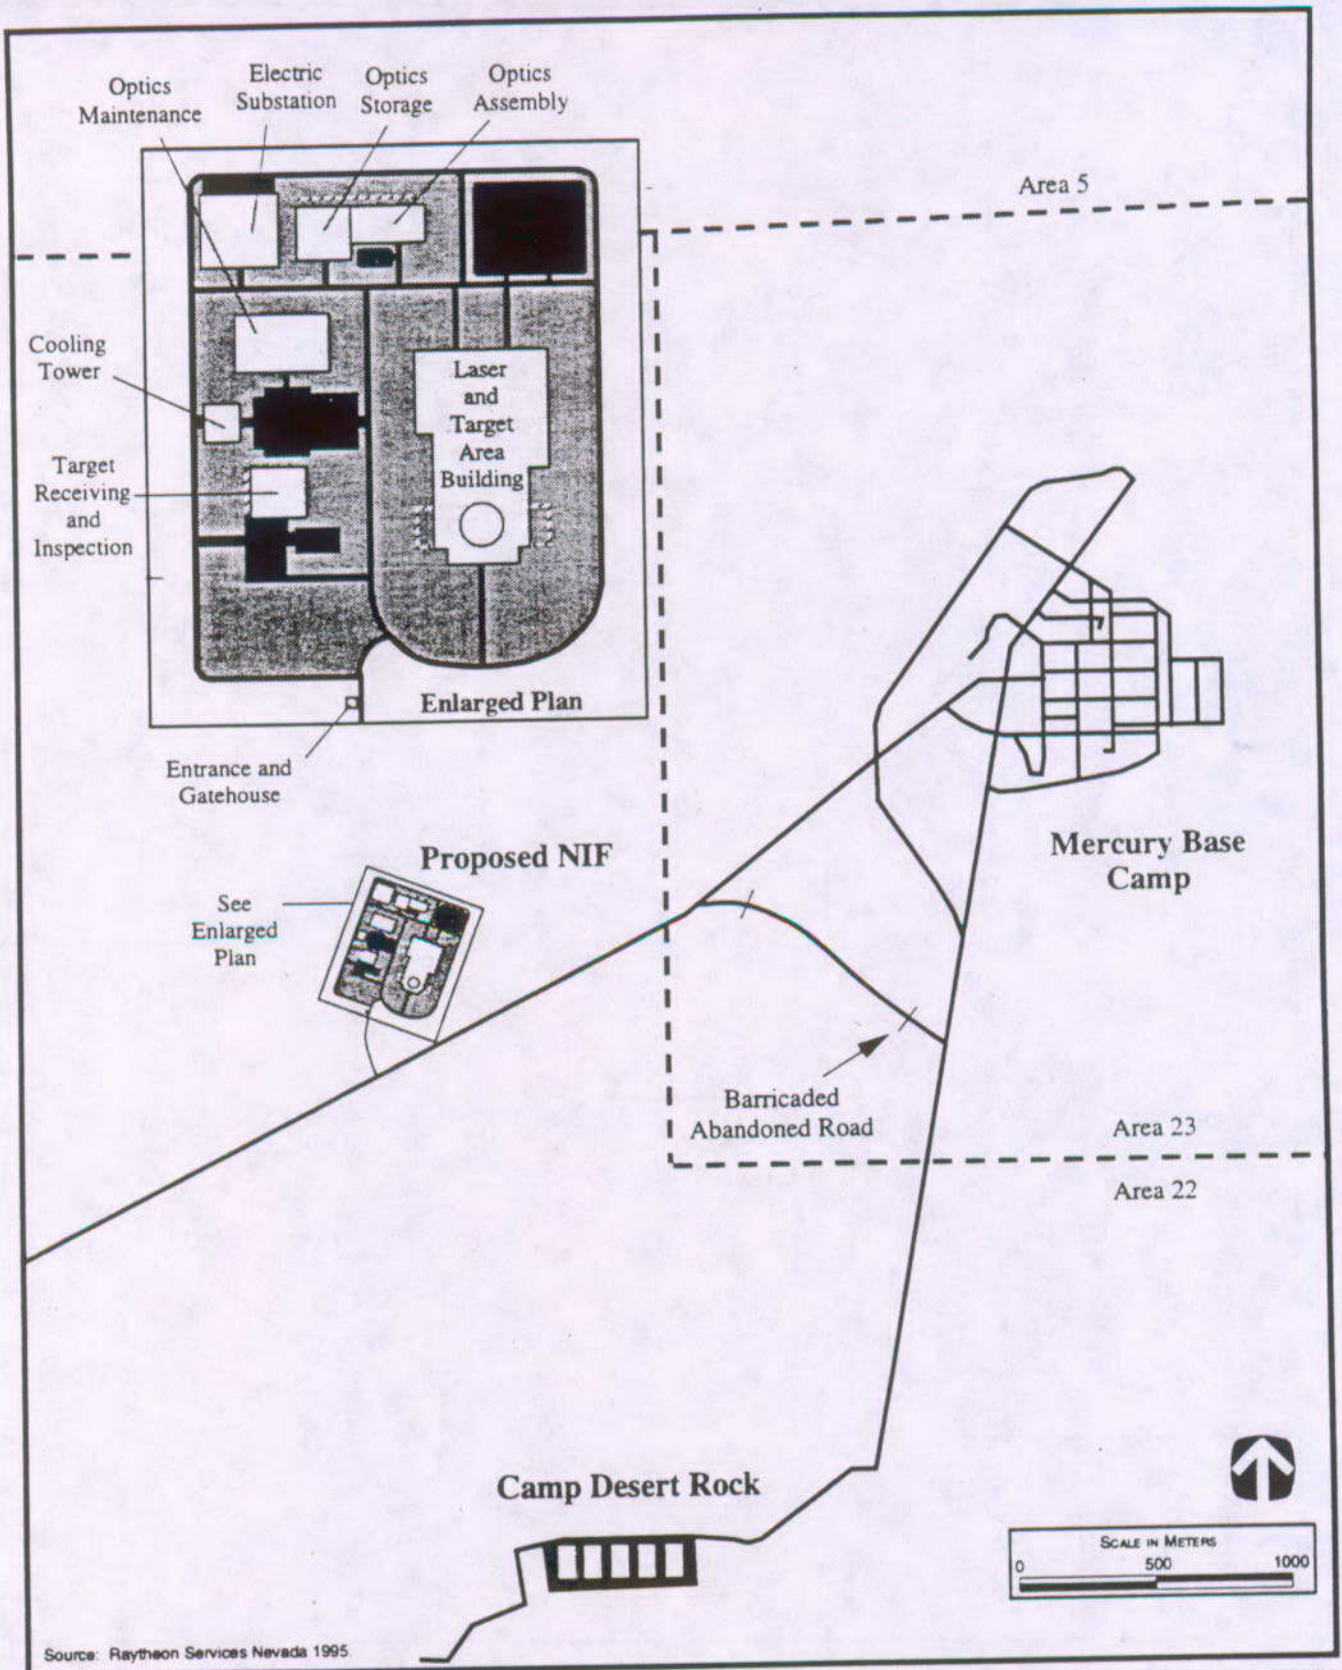 Optics
Maintenance
Electric
Substation
Optics
Storage
Optics
Assembly
Area 5
Cooling
Tower
Target
Receiving
and
Inspection
Laser
and
Target
Area
Building
Enlarged Plan
Entrance and
Gatehouse
Proposed NIF
See
Enlarged
Plan
Mercury Base
Camp
Barricaded
Abandoned Road
Area 23
Area 22
Camp Desert Rock
SCALE IN METERS
0 500 1000
Source: Raytheon Services Nevada 1995.